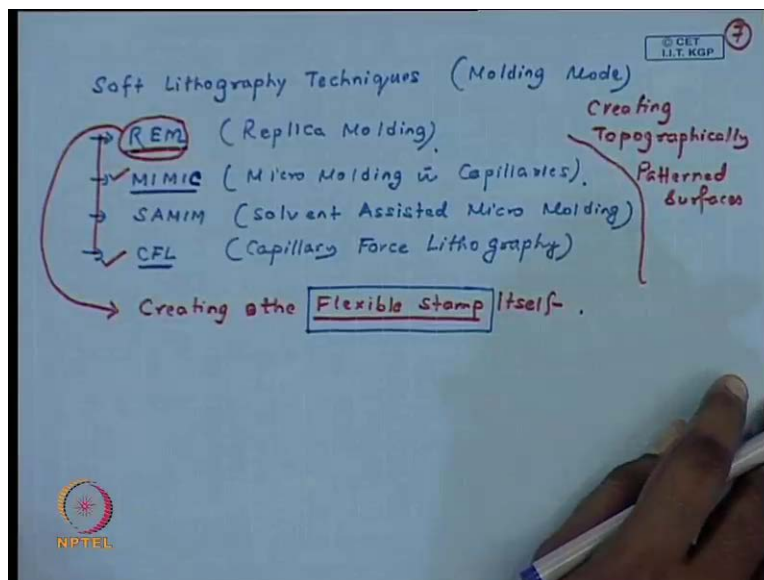 © CET
I.I.T. KGP
7
Soft Lithography Techniques (Molding Mode)
REM (Replica Molding).
MIMIC (Micro Molding in Capillaries).
SAMIM (Solvent Assisted Micro Molding)
CFL (Capillary Force Lithography)
Creating the Flexible Stamp Itself.
Creating
Topographically
Patterned
Surfaces
NPTEL